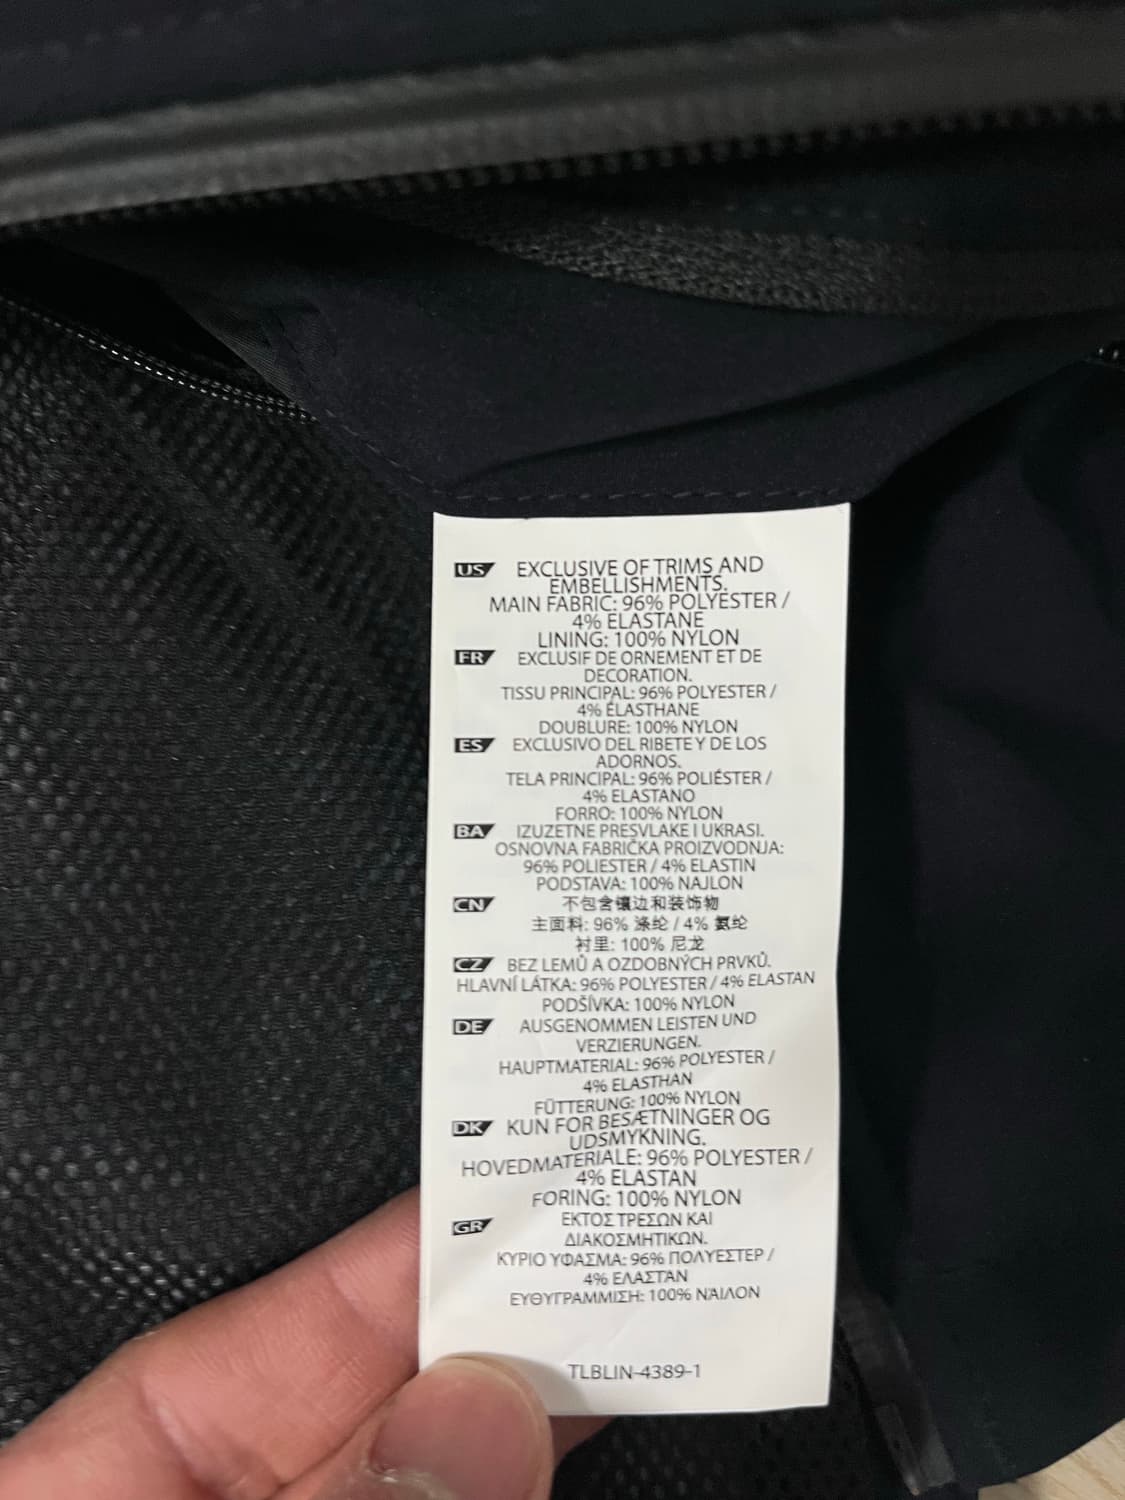 US EXCLUSIVE OF TRIMS AND
EMBELLISHMENTS.
MAIN FABRIC: 96% POLYESTER /
4% ELASTANE
LINING: 100% NYLON
FR EXCLUSIF DE ORNEMENT ET DE
DECORATION.
TISSU PRINCIPAL: 96% POLYESTER /
4% ÉLASTHANE
DOUBLURE: 100% NYLON
ES EXCLUSIVO DEL RIBETE Y DE LOS
ADORNOS.
TELA PRINCIPAL: 96% POLIÉSTER /
4% ELASTANO
FORRO: 100% NYLON
BA IZUZETNE PRESVLAKE I UKRASI.
OSNOVNA FABRIČKA PROIZVODNJA:
96% POLIESTER / 4% ELASTIN
PODSTAVA: 100% NAJLON
CN 不包含镶边和装饰物
主面料: 96% 涤纶 / 4% 氨纶
衬里: 100% 尼龙
CZ BEZ LEMŮ A OZDOBNÝCH PRVKŮ.
HLAVNÍ LÁTKA: 96% POLYESTER / 4% ELASTAN
PODŠÍVKA: 100% NYLON
DE AUSGENOMMEN LEISTEN UND
VERZIERUNGEN.
HAUPTMATERIAL: 96% POLYESTER /
4% ELASTHAN
FÜTTERUNG: 100% NYLON
DK KUN FOR BESÆTNINGER OG
UDSMYKNING.
HOVEDMATERIALE: 96% POLYESTER /
4% ELASTAN
FORING: 100% NYLON
GR ΕΚΤΟΣ ΤΡΕΣΩΝ ΚΑΙ
ΔΙΑΚΟΣΜΗΤΙΚΩΝ.
ΚΥΡΙΟ ΥΦΑΣΜΑ: 96% ΠΟΛΥΕΣΤΕΡ /
4% ΕΛΑΣΤΑΝ
ΕΥΘΥΓΡΑΜΜΙΣΗ: 100% ΝΆΙΛΟΝ
TLBLIN-4389-1